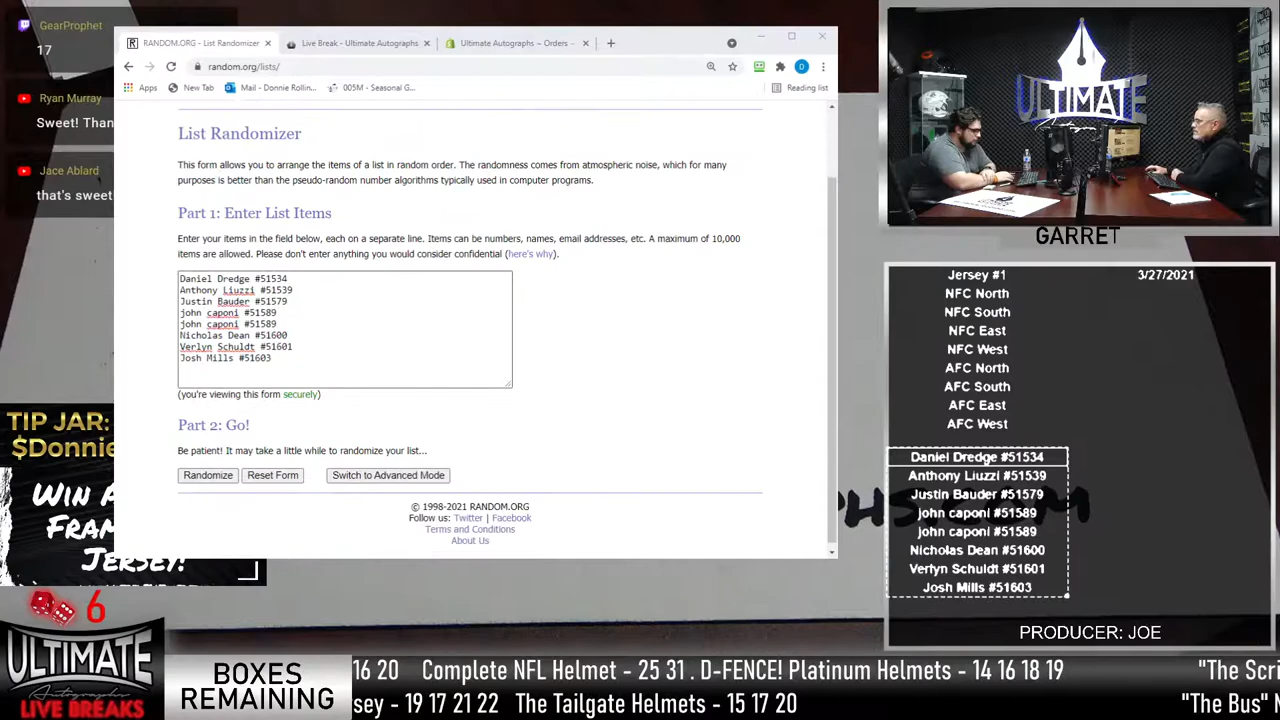 GearProphet
17
Ryan Murray
Sweet! Than
Jace Ablard
that's sweet
RANDOM.ORG - List Randomizer
Live Break - Ultimate Autographs
Ultimate Autographs ~ Orders -
random.org/lists/
Apps
New Tab
Mail - Donnie Rollin...
005M - Seasonal G...
Reading list
List Randomizer
This form allows you to arrange the items of a list in random order. The randomness comes from atmospheric noise, which for many
purposes is better than the pseudo-random number algorithms typically used in computer programs.
Part 1: Enter List Items
Enter your items in the field below, each on a separate line. Items can be numbers, names, email addresses, etc. A maximum of 10,000
items are allowed. Please don't enter anything you would consider confidential (here's why).
Daniel Dredge #51534
Anthony Liuzzi #51539
Justin Bauder #51579
john caponi #51589
john caponi #51589
Nicholas Dean #51600
Verlyn Schuldt #51601
Josh Mills #51603
(you're viewing this form securely)
Part 2: Go!
Be patient! It may take a little while to randomize your list...
Randomize
Reset Form
Switch to Advanced Mode
© 1998-2021 RANDOM.ORG
Follow us: Twitter | Facebook
Terms and Conditions
About Us
ULTIMATE
GARRET
Jersey #1 3/27/2021
NFC North
NFC South
NFC East
NFC West
AFC North
AFC South
AFC East
AFC West
Daniel Dredge #51534
Anthony Liuzzi #51539
Justin Bauder #51579
john caponi #51589
john caponi #51589
Nicholas Dean #51600
Verlyn Schuldt #51601
Josh Mills #51603
PRODUCER: JOE
PHS.COM
TIP JAR:
$Donnie
WIN A
FRAM
JERSEY!
6
ULTIMATE
Autographs
LIVE BREAKS
BOXES
REMAINING
16 20 Complete NFL Helmet - 25 31 . D-FENCE! Platinum Helmets - 14 16 18 19 "The Scri
sey - 19 17 21 22 The Tailgate Helmets - 15 17 20 "The Bus"